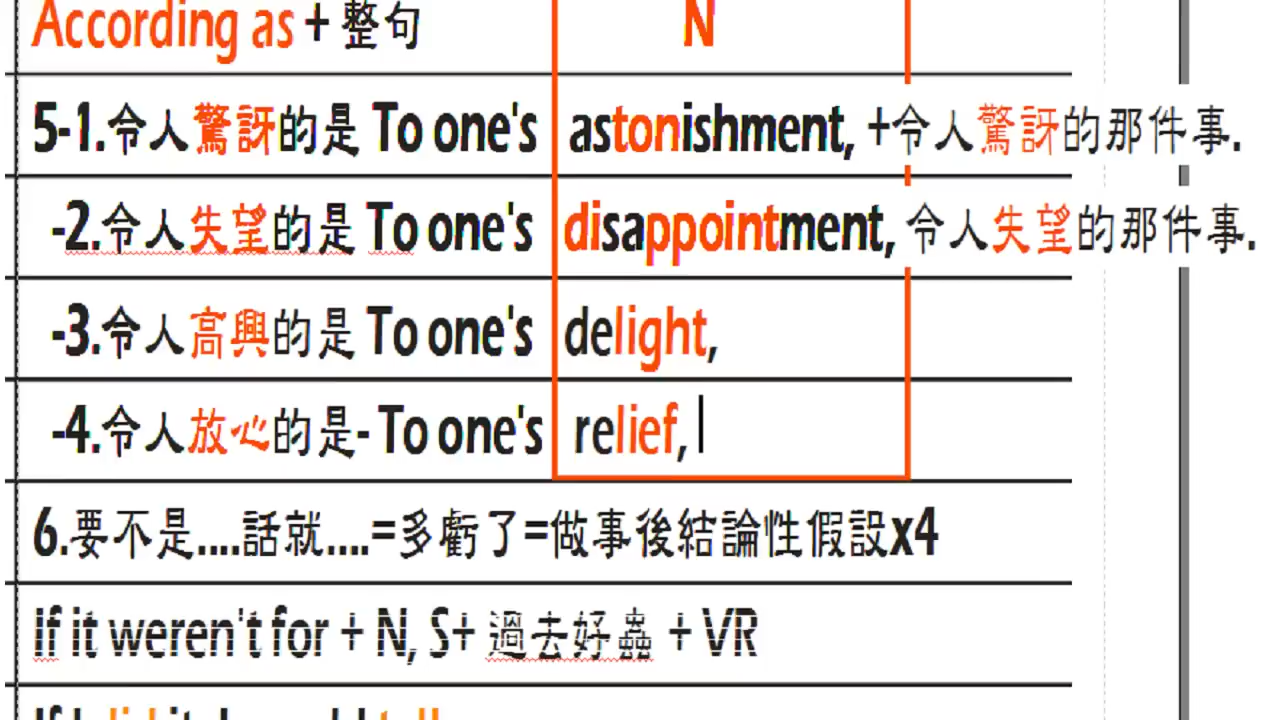 According as + 整句 N
5-1.令人驚訝的是 To one's astonishment, +令人驚訝的那件事.
-2.令人失望的是 To one's disappointment, 令人失望的那件事.
-3.令人高興的是 To one's delight,
-4.令人放心的是- To one's relief,
6.要不是....話就....=多虧了=做事後結論性假設x4
If it weren't for + N, S+ 過去好蟲 + VR